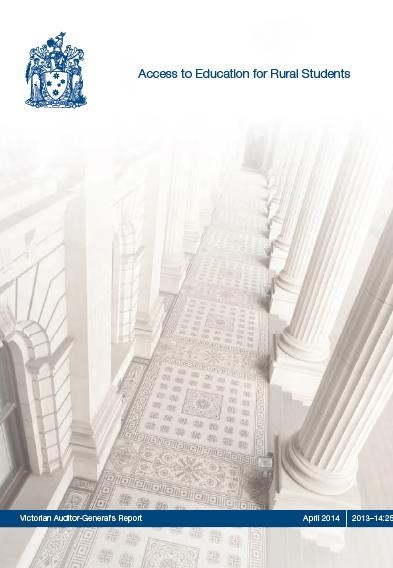 Access to Education for Rural Students
Victorian Auditor-General's Report April 2014 2013–14:25